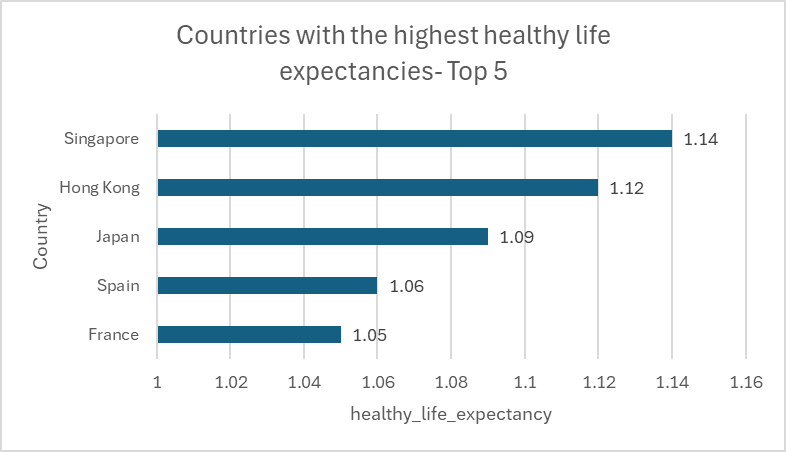 Countries with the highest healthy life
expectancies- Top 5
Country
Singapore
1.14
Hong Kong
1.12
Japan
1.09
Spain
1.06
France
1.05
1 1.02 1.04 1.06 1.08 1.1 1.12 1.14 1.16
healthy_life_expectancy